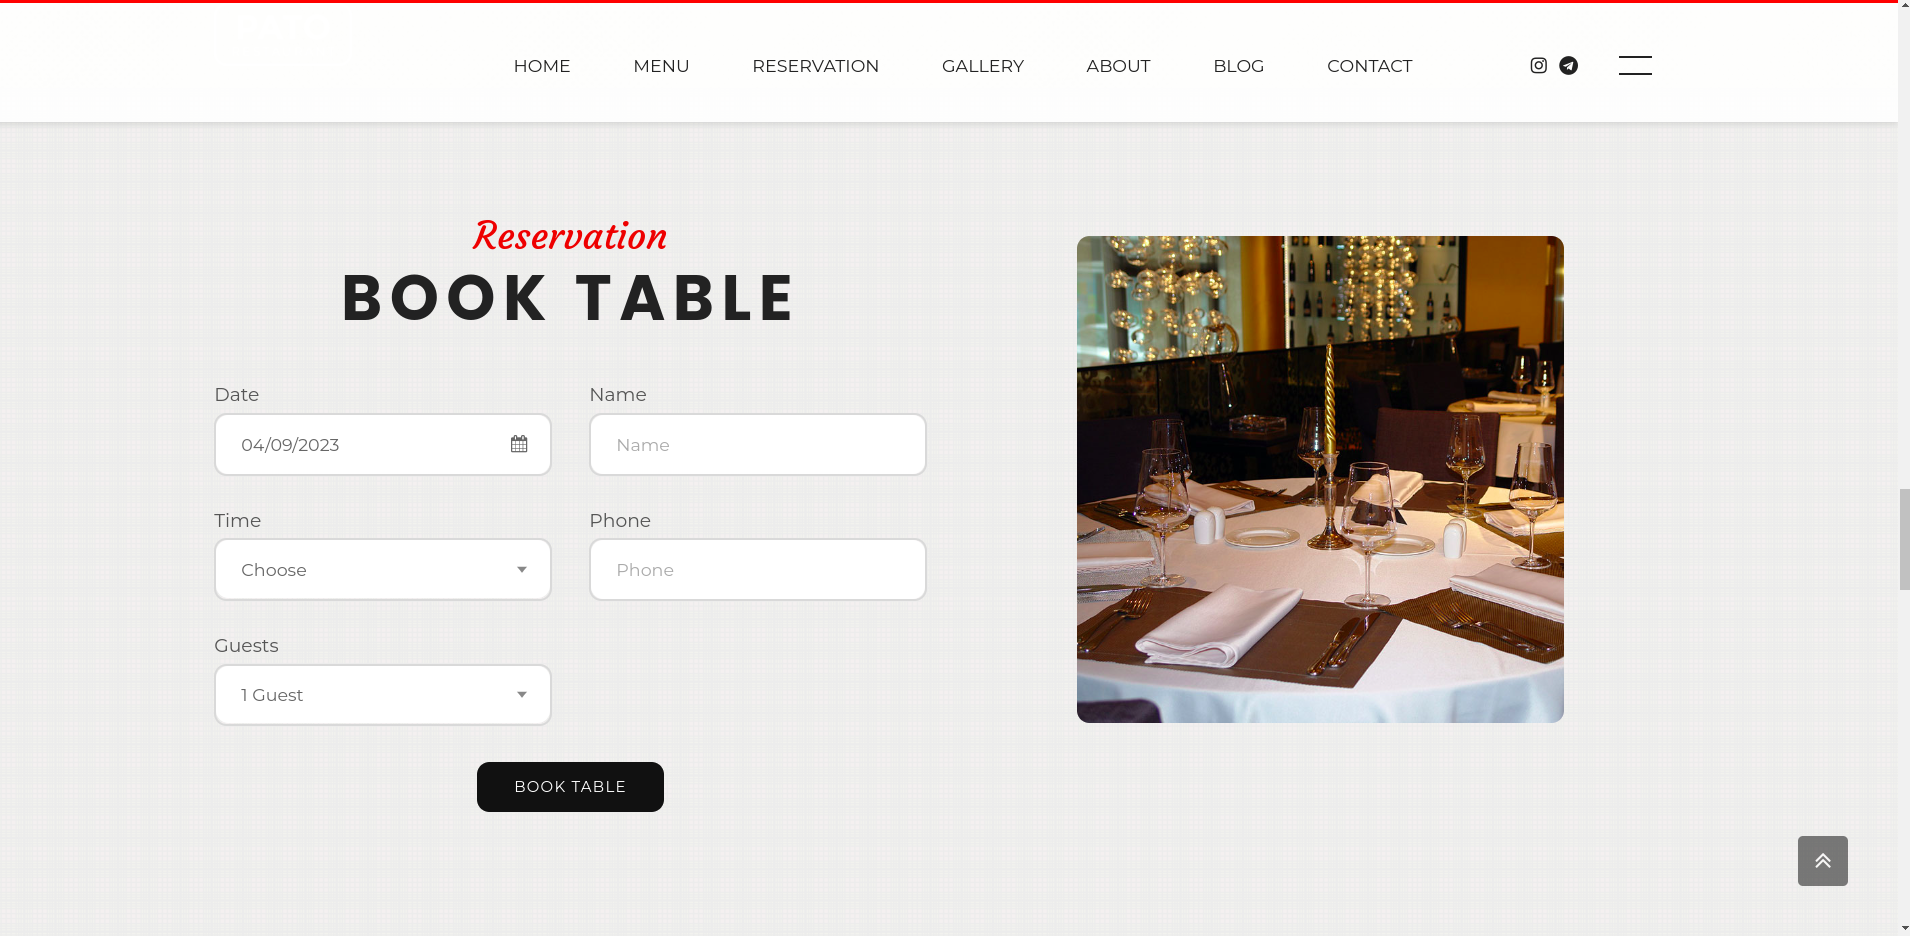 HOME MENU RESERVATION GALLERY ABOUT BLOG CONTACT
Reservation
BOOK TABLE
Date
04/09/2023
Name
Name
Time
Choose
Phone
Phone
Guests
1 Guest
BOOK TABLE